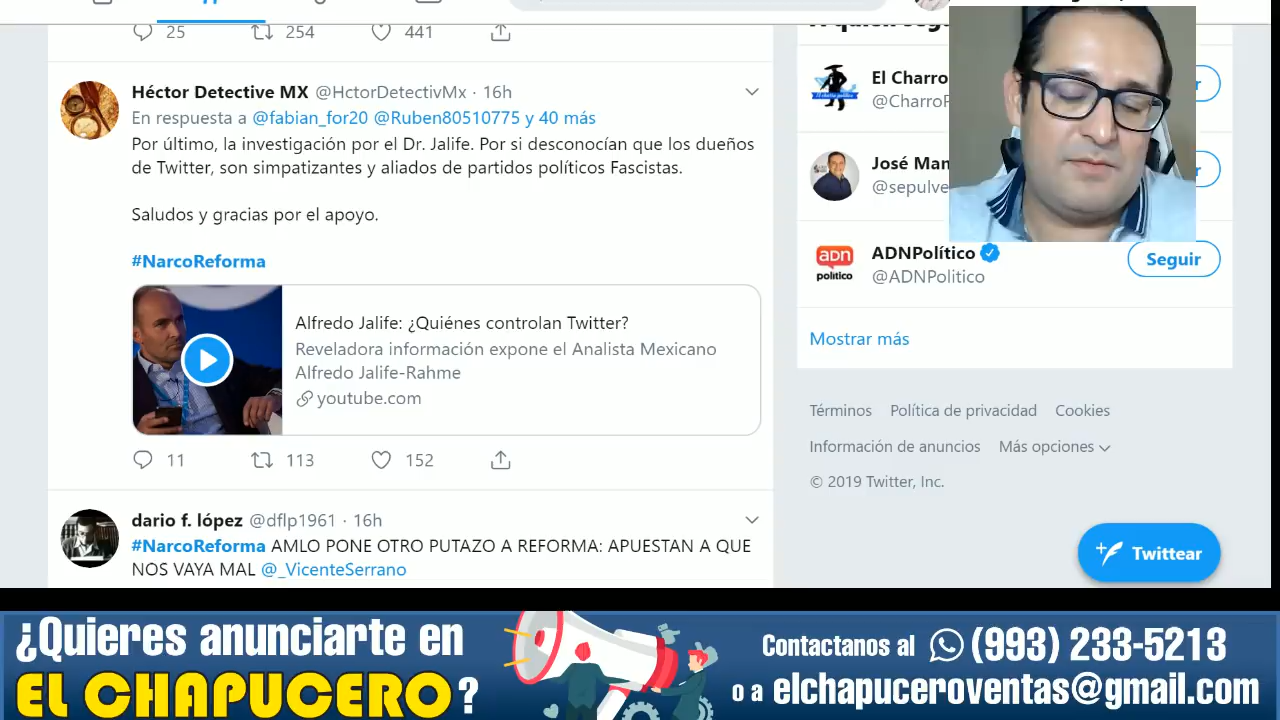 25
254
441
Héctor Detective MX @HctorDetectivMx · 16h
En respuesta a @fabian_for20 @Ruben80510775 y 40 más
Por último, la investigación por el Dr. Jalife. Por si desconocían que los dueños
de Twitter, son simpatizantes y aliados de partidos políticos Fascistas.
Saludos y gracias por el apoyo.
#NarcoReforma
Alfredo Jalife: ¿Quiénes controlan Twitter?
Reveladora información expone el Analista Mexicano
Alfredo Jalife-Rahme
youtube.com
11
113
152
dario f. lópez @dflp1961 · 16h
#NarcoReforma AMLO PONE OTRO PUTAZO A REFORMA: APUESTAN A QUE
NOS VAYA MAL @_VicenteSerrano
El Charro
@CharroP
José Man
@sepulve
adn
político
ADNPolítico
@ADNPolitico
Seguir
Mostrar más
Términos Política de privacidad Cookies
Información de anuncios Más opciones
© 2019 Twitter, Inc.
Twittear
¿Quieres anunciarte en
EL CHAPUCERO?
Contactanos al (993) 233-5213
o a elchapuceroventas@gmail.com